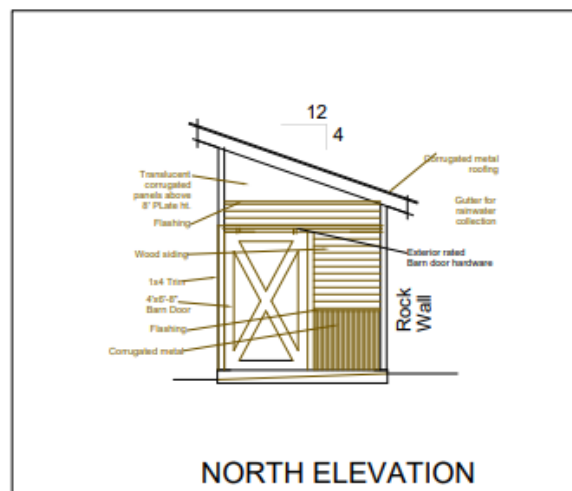 12
4
Translucent
corrugated
panels above
8" PLate ht.
Flashing
Wood siding
1x4 Trim
4'x6'-8"
Barn Door
Flashing
Corrugated metal
Corrugated metal
roofing
Gutter for
rainwater
collection
Exterior rated
Barn door hardware
Rock
Wall
NORTH ELEVATION